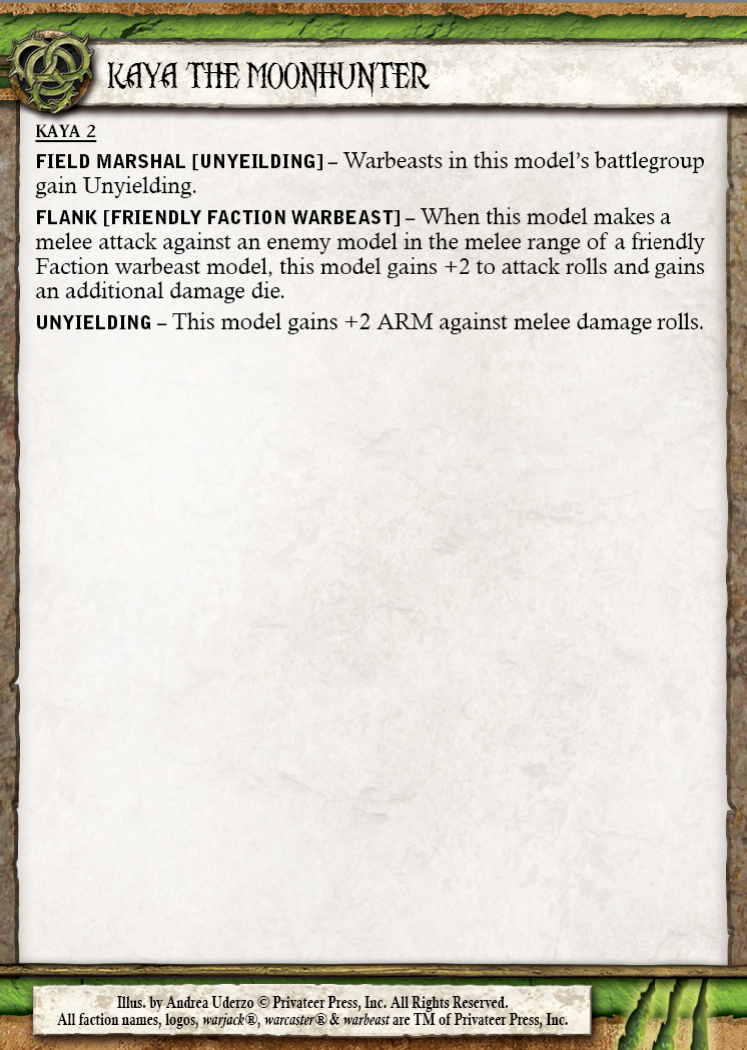 KAYA THE MOONHUNTER
KAYA 2
FIELD MARSHAL [UNYEILDING] – Warbeasts in this model's battlegroup
gain Unyielding.
FLANK [FRIENDLY FACTION WARBEAST] – When this model makes a
melee attack against an enemy model in the melee range of a friendly
Faction warbeast model, this model gains +2 to attack rolls and gains
an additional damage die.
UNYIELDING – This model gains +2 ARM against melee damage rolls.
Illus. by Andrea Uderzo © Privateer Press, Inc. All Rights Reserved.
All faction names, logos, warjack®, warcaster® & warbeast are TM of Privateer Press, Inc.